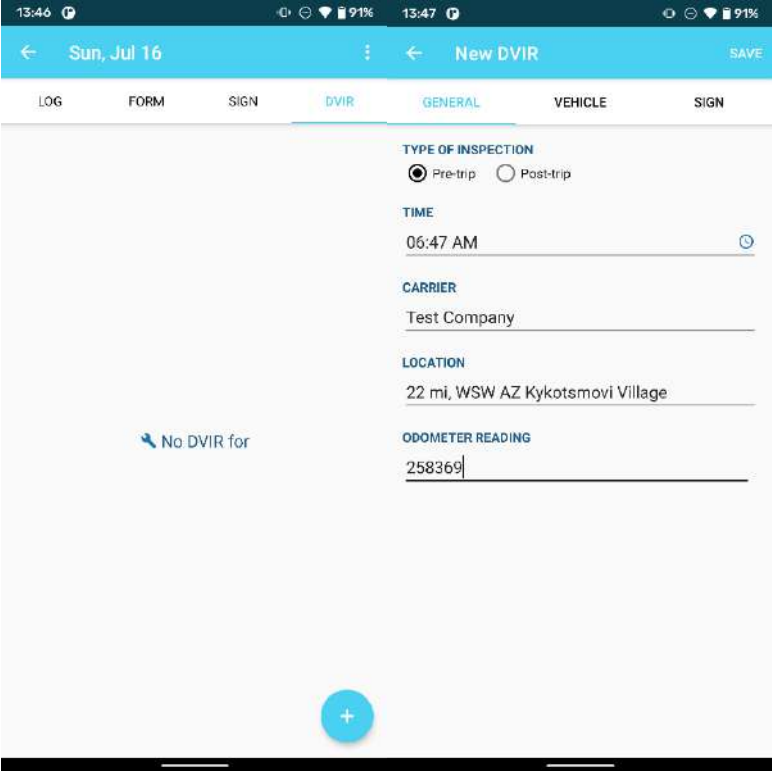 13:46 91%
Sun, Jul 16
LOG FORM SIGN DVIR
No DVIR for
+
13:47 91%
New DVIR SAVE
GENERAL VEHICLE SIGN
TYPE OF INSPECTION
Pre-trip Post-trip
TIME
06:47 AM
CARRIER
Test Company
LOCATION
22 mi, WSW AZ Kykotsmovi Village
ODOMETER READING
258369